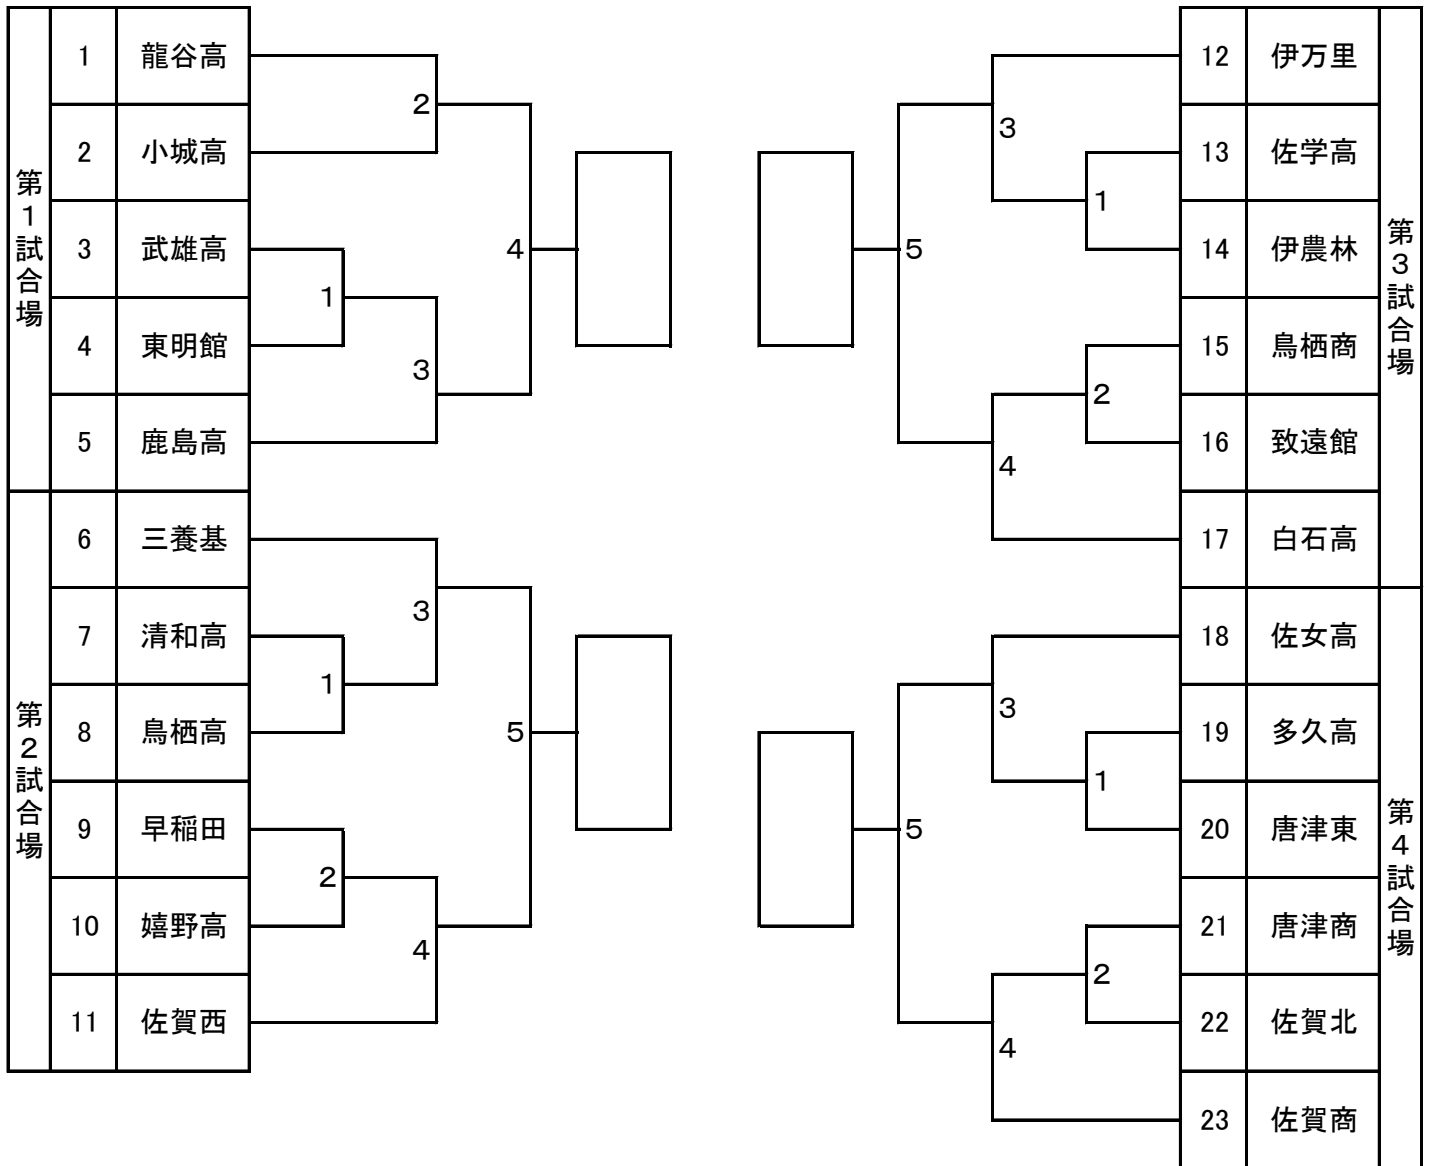 第1試合場
1 龍谷高
2
2 小城高
3 武雄高
1
4
4 東明館
3
5 鹿島高
第2試合場
6 三養基
3
7 清和高
1
8 鳥栖高
5
9 早稲田
2
10 嬉野高
4
11 佐賀西
12 伊万里
3
13 佐学高
1
14 伊農林
5
第3試合場
15 鳥栖商
2
16 致遠館
4
17 白石高
18 佐女高
3
19 多久高
1
20 唐津東
5
第4試合場
21 唐津商
2
22 佐賀北
4
23 佐賀商